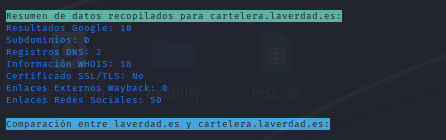 Resumen de datos recopilados para cartelera.laverdad.es:
Resultados Google: 10
Subdominios: 0
Registros DNS: 2
Información WHOIS: 18
Certificado SSL/TLS: No
Enlaces Externos Wayback: 0
Enlaces Redes Sociales: 50
test.csv
Comparación entre laverdad.es y cartelera.laverdad.es: